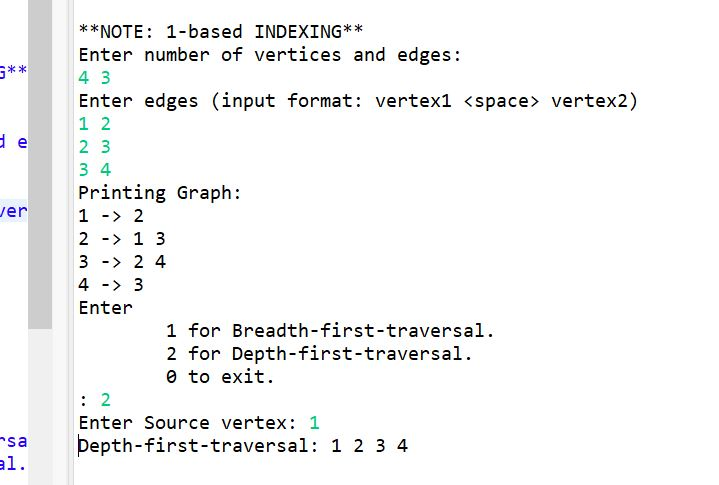 **NOTE: 1-based INDEXING**
Enter number of vertices and edges:
4 3
Enter edges (input format: vertex1 <space> vertex2)
1 2
2 3
3 4
Printing Graph:
1 -> 2
2 -> 1 3
3 -> 2 4
4 -> 3
Enter
1 for Breadth-first-traversal.
2 for Depth-first-traversal.
0 to exit.
: 2
Enter Source vertex: 1
Depth-first-traversal: 1 2 3 4